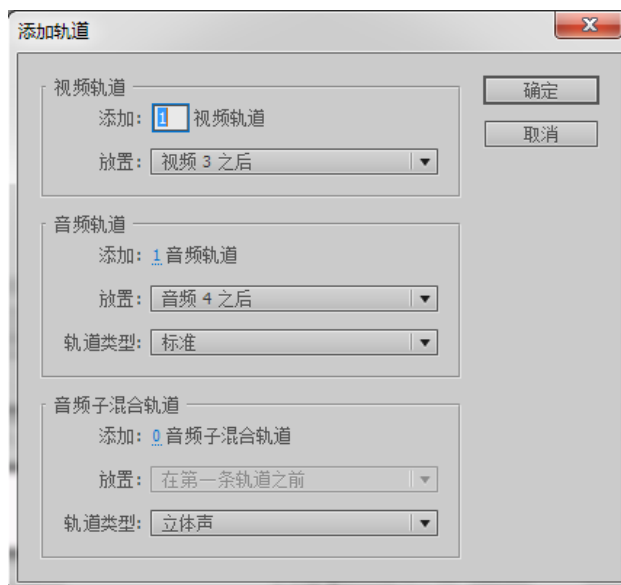 添加轨道
视频轨道
添加: 1 视频轨道
放置: 视频 3 之后
音频轨道
添加: 1 音频轨道
放置: 音频 4 之后
轨道类型: 标准
音频子混合轨道
添加: 0 音频子混合轨道
放置: 在第一条轨道之前
轨道类型: 立体声
确定
取消